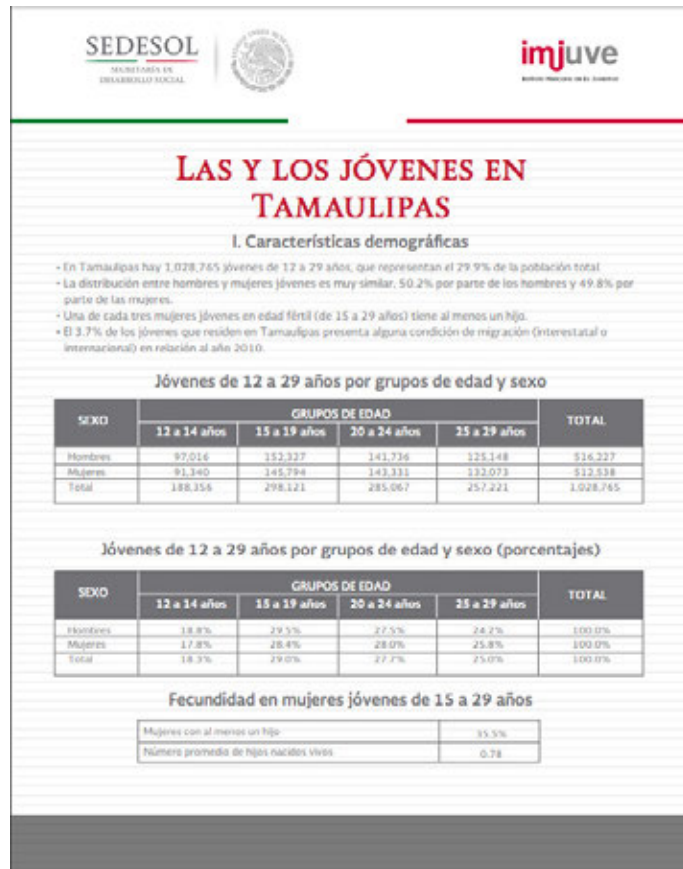 SEDESOL
SECRETARÍA DE
DESARROLLO SOCIAL
imjuve
LAS Y LOS JÓVENES EN
TAMAULIPAS
I. Características demográficas
• En Tamaulipas hay 1,028,765 jóvenes de 12 a 29 años, que representan el 29.9% de la población total
• La distribución entre hombres y mujeres jóvenes es muy similar, 50.2% por parte de los hombres y 49.8% por
parte de las mujeres.
• Una de cada tres mujeres jóvenes en edad fértil (de 15 a 29 años) tiene al menos un hijo.
• El 3.7% de los jóvenes que residen en Tamaulipas presenta alguna condición de migración (interestatal o
internacional) en relación al año 2010.
Jóvenes de 12 a 29 años por grupos de edad y sexo
SEXO GRUPOS DE EDAD TOTAL
12 a 14 años 15 a 19 años 20 a 24 años 25 a 29 años
Hombres 97,016 152,327 141,736 125,148 516,227
Mujeres 91,340 145,794 143,331 132,073 512,538
Total 188,356 298,121 285,067 257,221 1,028,765
Jóvenes de 12 a 29 años por grupos de edad y sexo (porcentajes)
SEXO GRUPOS DE EDAD TOTAL
12 a 14 años 15 a 19 años 20 a 24 años 25 a 29 años
Hombres 18.8% 29.5% 27.5% 24.2% 100.0%
Mujeres 17.8% 28.4% 28.0% 25.8% 100.0%
Total 18.3% 29.0% 27.7% 25.0% 100.0%
Fecundidad en mujeres jóvenes de 15 a 29 años
Mujeres con al menos un hijo 35.5%
Número promedio de hijos nacidos vivos 0.78